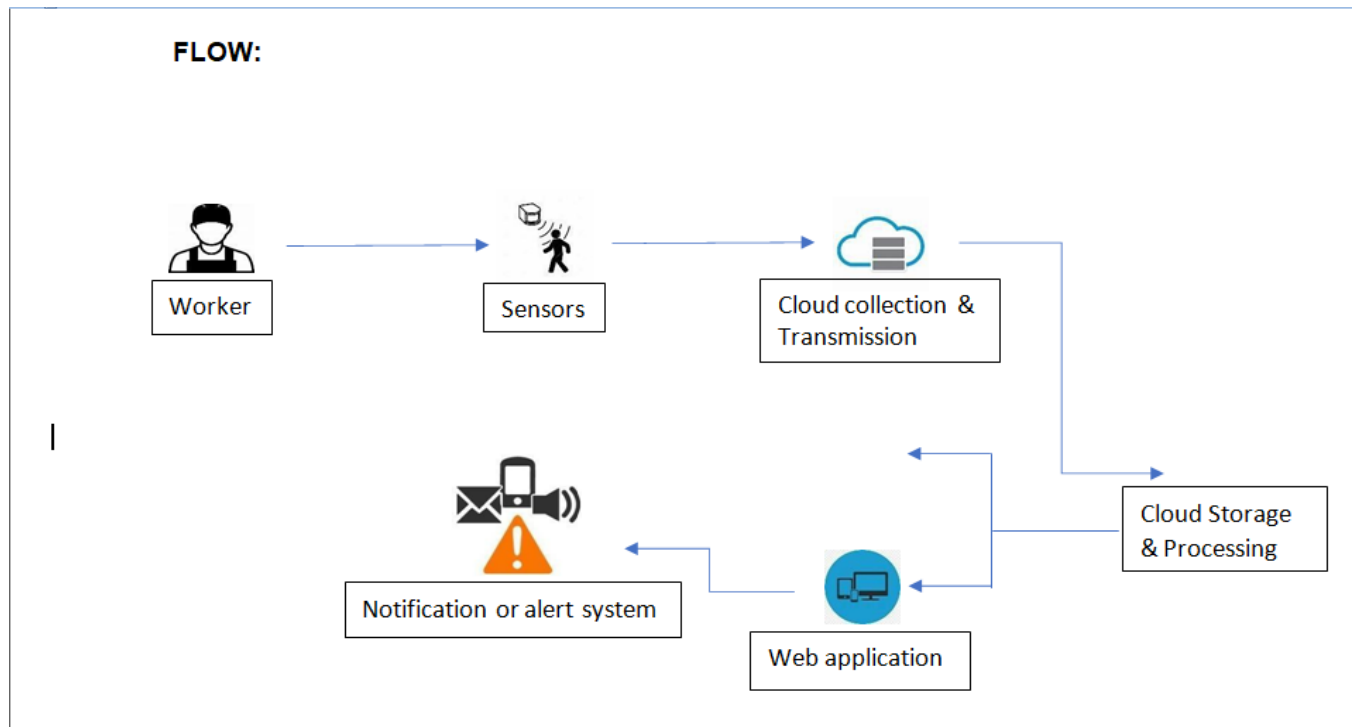 FLOW:
Worker
Sensors
Cloud collection &
Transmission
Cloud Storage
& Processing
Notification or alert system
Web application